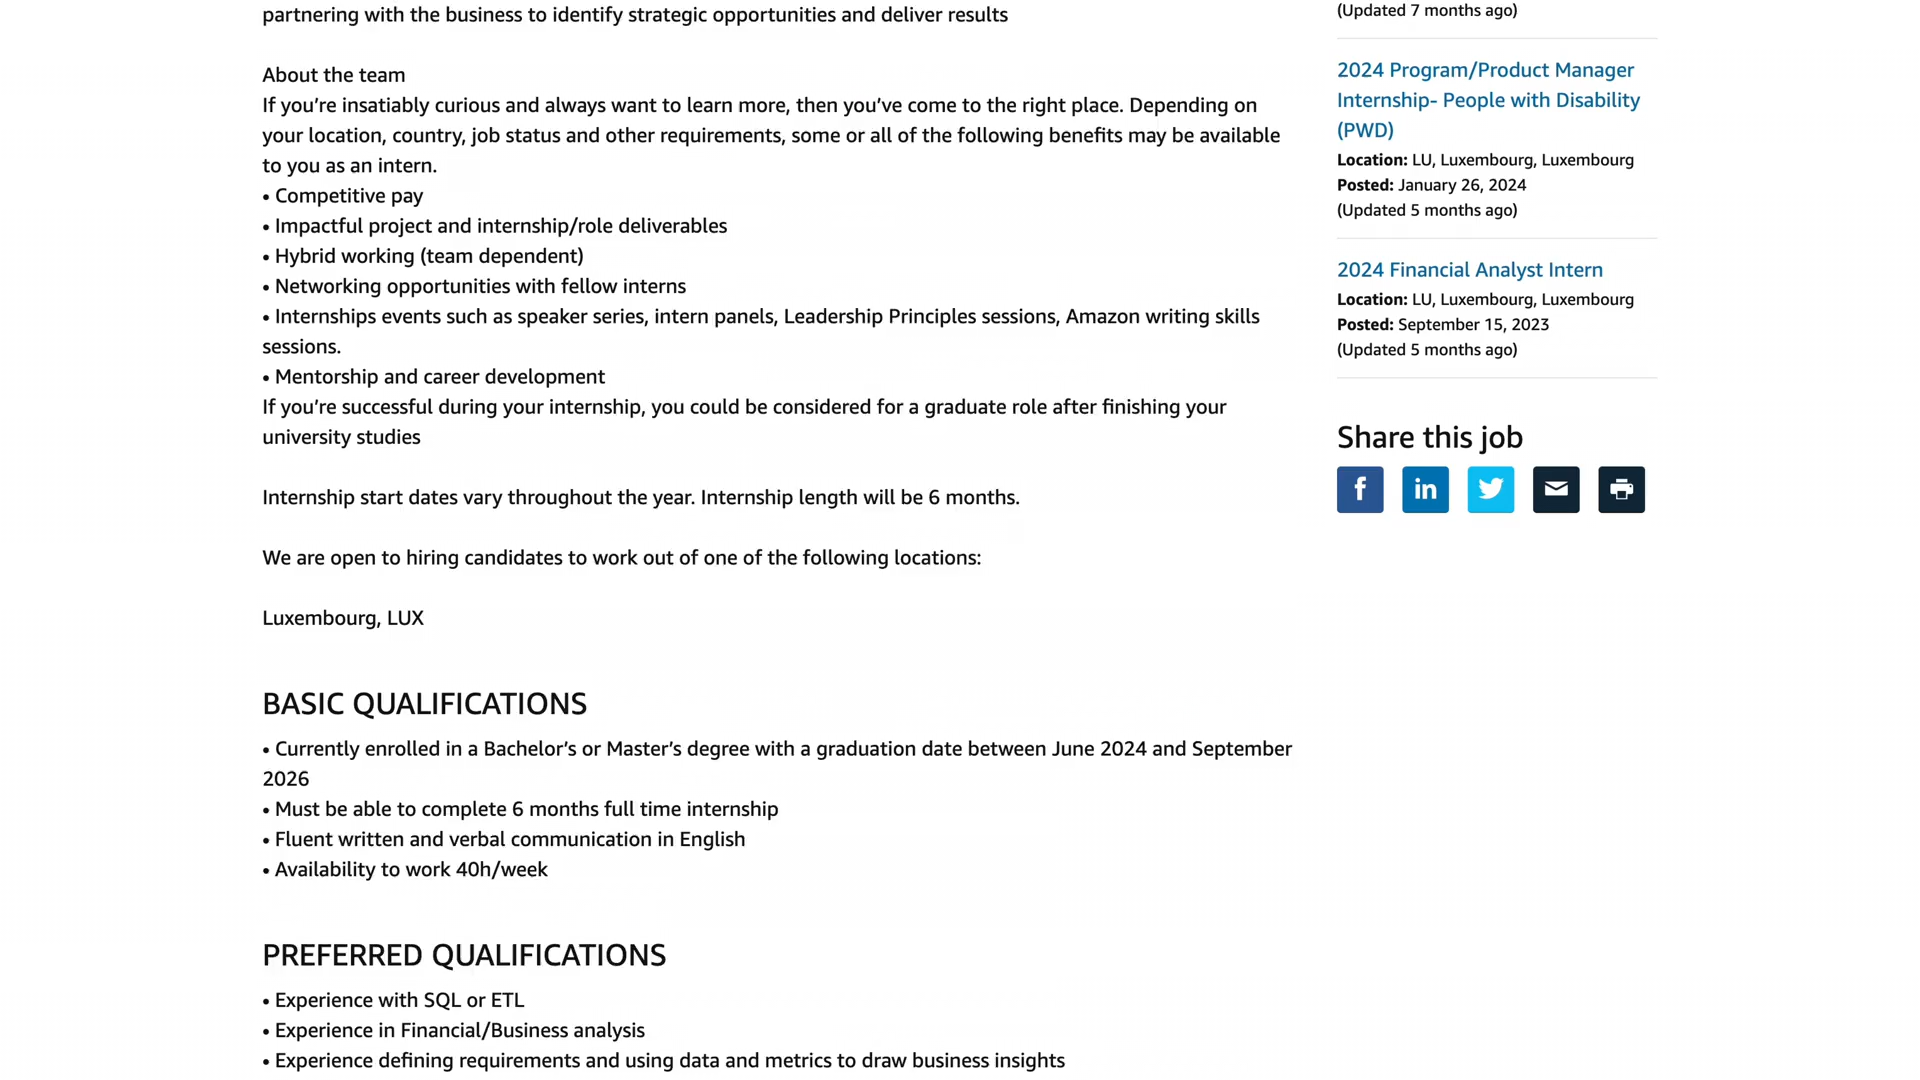 partnering with the business to identify strategic opportunities and deliver results
About the team
If you’re insatiably curious and always want to learn more, then you’ve come to the right place. Depending on
your location, country, job status and other requirements, some or all of the following benefits may be available
to you as an intern.
• Competitive pay
• Impactful project and internship/role deliverables
• Hybrid working (team dependent)
• Networking opportunities with fellow interns
• Internships events such as speaker series, intern panels, Leadership Principles sessions, Amazon writing skills
sessions.
• Mentorship and career development
If you’re successful during your internship, you could be considered for a graduate role after finishing your
university studies
Internship start dates vary throughout the year. Internship length will be 6 months.
We are open to hiring candidates to work out of one of the following locations:
Luxembourg, LUX
BASIC QUALIFICATIONS
• Currently enrolled in a Bachelor’s or Master’s degree with a graduation date between June 2024 and September
2026
• Must be able to complete 6 months full time internship
• Fluent written and verbal communication in English
• Availability to work 40h/week
PREFERRED QUALIFICATIONS
• Experience with SQL or ETL
• Experience in Financial/Business analysis
• Experience defining requirements and using data and metrics to draw business insights
(Updated 7 months ago)
2024 Program/Product Manager
Internship- People with Disability
(PWD)
Location: LU, Luxembourg, Luxembourg
Posted: January 26, 2024
(Updated 5 months ago)
2024 Financial Analyst Intern
Location: LU, Luxembourg, Luxembourg
Posted: September 15, 2023
(Updated 5 months ago)
Share this job